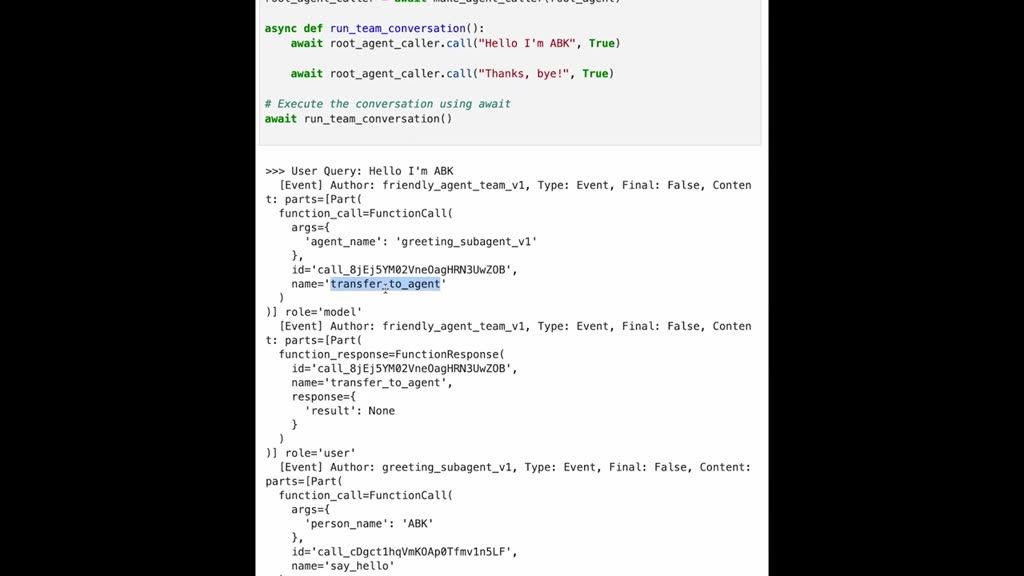 async def run_team_conversation():
    await root_agent_caller.call("Hello I'm ABK", True)
    await root_agent_caller.call("Thanks, bye!", True)
# Execute the conversation using await
await run_team_conversation()
>>> User Query: Hello I'm ABK
  [Event] Author: friendly_agent_team_v1, Type: Event, Final: False, Conten
t: parts=[Part(
  function_call=FunctionCall(
    args={
      'agent_name': 'greeting_subagent_v1'
    },
    id='call_8jEj5YM02VneOagHRN3UwZOB',
    name='transfer_to_agent'
  )
)] role='model'
  [Event] Author: friendly_agent_team_v1, Type: Event, Final: False, Conten
t: parts=[Part(
  function_response=FunctionResponse(
    id='call_8jEj5YM02VneOagHRN3UwZOB',
    name='transfer_to_agent',
    response={
      'result': None
    }
  )
)] role='user'
  [Event] Author: greeting_subagent_v1, Type: Event, Final: False, Content:
parts=[Part(
  function_call=FunctionCall(
    args={
      'person_name': 'ABK'
    },
    id='call_cDgct1hqVmKOAp0Tfmv1n5LF',
    name='say_hello'